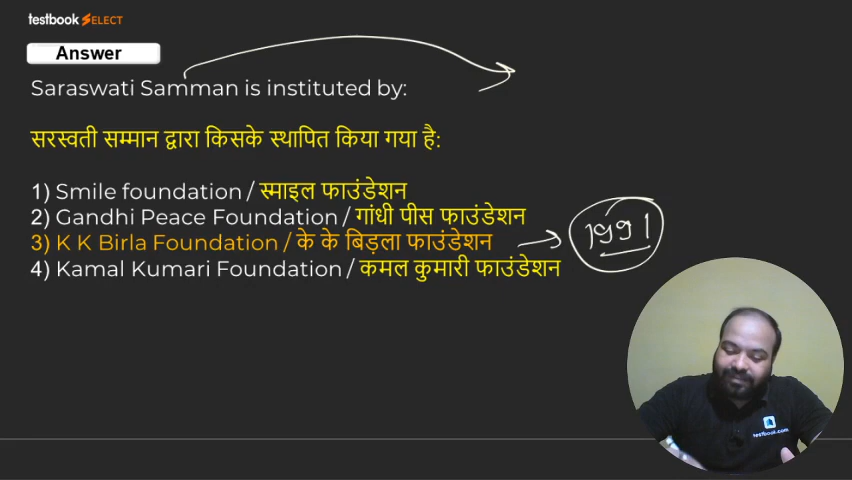 testbook SELECT
Answer
Saraswati Samman is instituted by:
सरस्वती सम्मान द्वारा किसके स्थापित किया गया है:
1) Smile foundation / स्माइल फाउंडेशन
2) Gandhi Peace Foundation / गांधी पीस फाउंडेशन
3) K K Birla Foundation / के के बिड़ला फाउंडेशन
1991
4) Kamal Kumari Foundation / कमल कुमारी फाउंडेशन
testbook.com